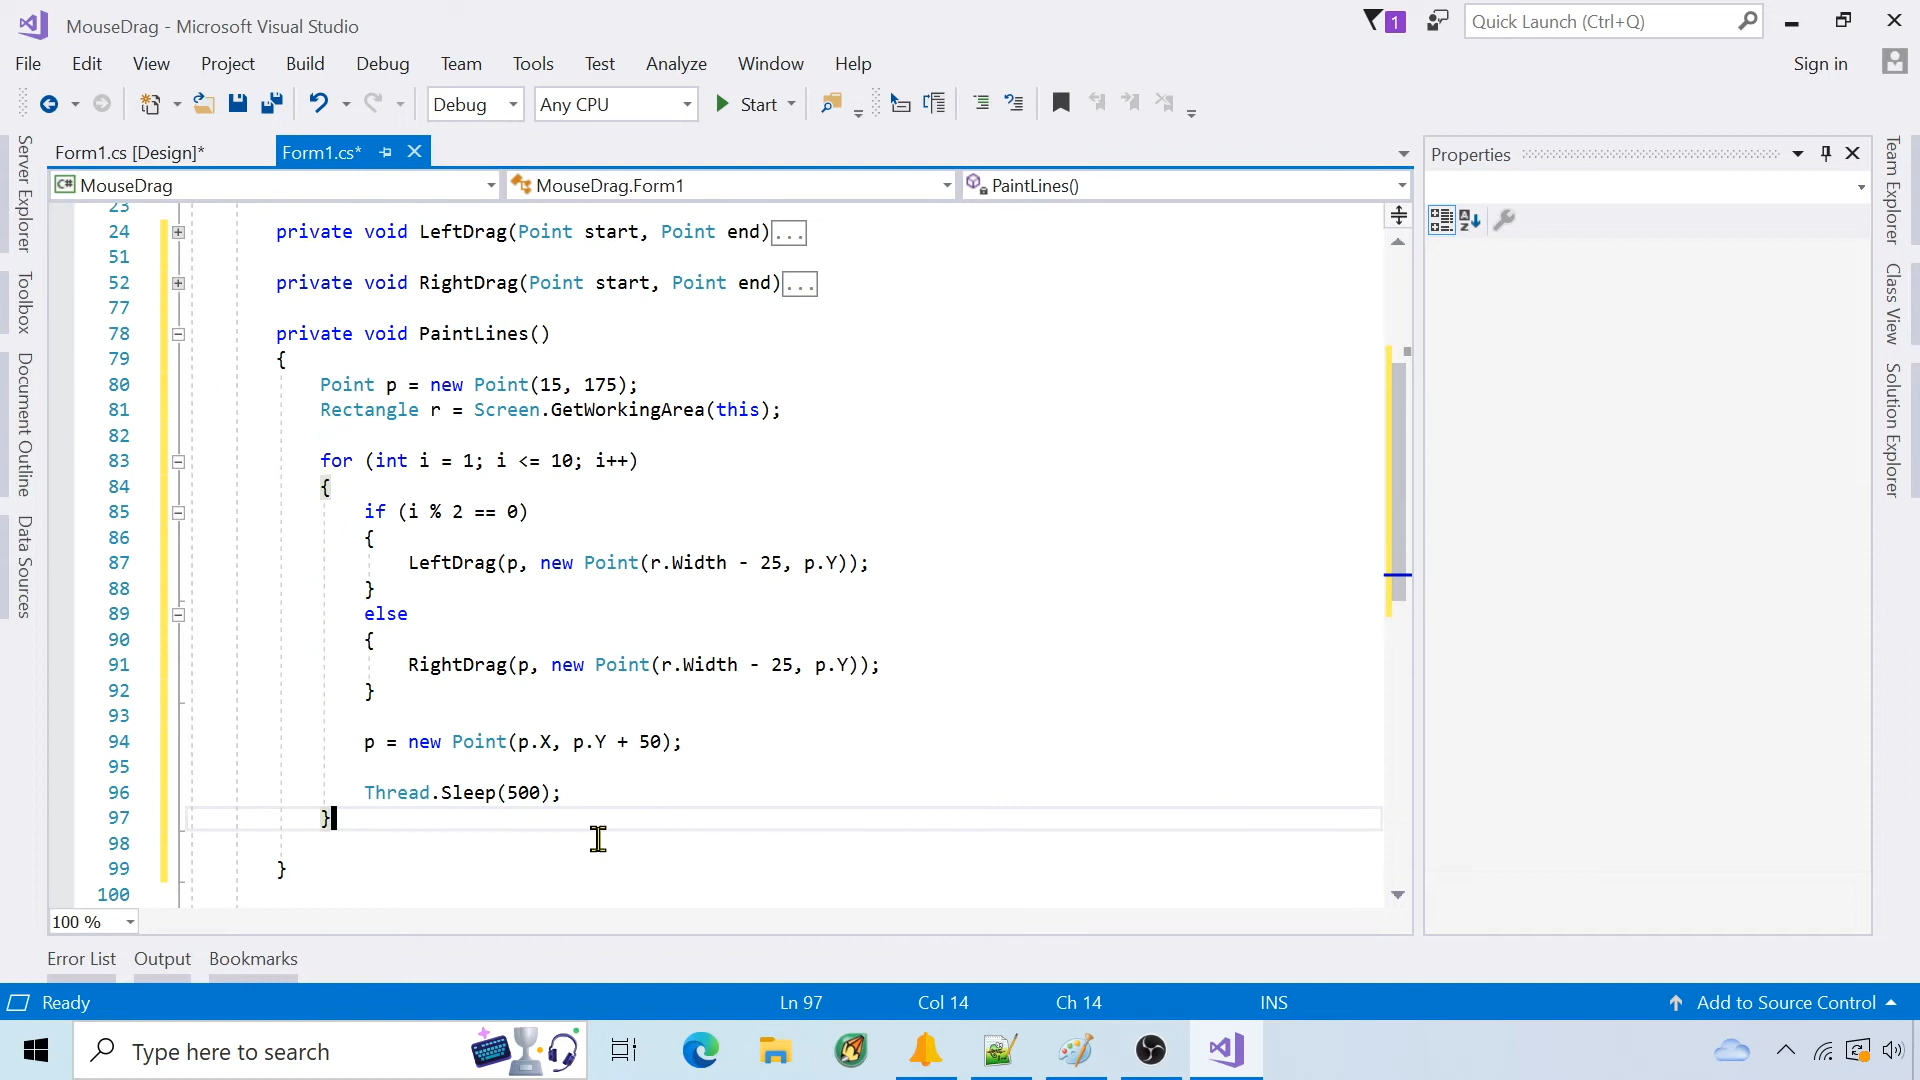 MouseDrag - Microsoft Visual Studio
1
Quick Launch (Ctrl+Q)
File Edit View Project Build Debug Team Tools Test Analyze Window Help
Sign in
Debug Any CPU Start
Form1.cs [Design]* Form1.cs*
Properties
C# MouseDrag MouseDrag.Form1 PaintLines()
Server Explorer
Toolbox
Document Outline
Data Sources
23
24 private void LeftDrag(Point start, Point end)...
51
52 private void RightDrag(Point start, Point end)...
77
78 private void PaintLines()
79 {
80 Point p = new Point(15, 175);
81 Rectangle r = Screen.GetWorkingArea(this);
82
83 for (int i = 1; i <= 10; i++)
84 {
85 if (i % 2 == 0)
86 {
87 LeftDrag(p, new Point(r.Width - 25, p.Y));
88 }
89 else
90 {
91 RightDrag(p, new Point(r.Width - 25, p.Y));
92 }
93
94 p = new Point(p.X, p.Y + 50);
95
96 Thread.Sleep(500);
97 }
98
99 }
100
100 %
Team Explorer
Class View
Solution Explorer
Error List Output Bookmarks
Ready Ln 97 Col 14 Ch 14 INS Add to Source Control
Type here to search